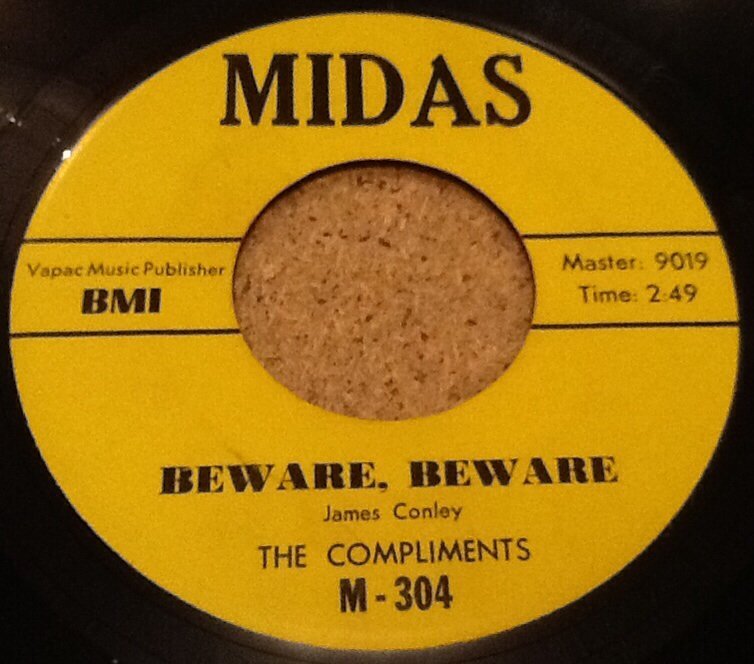 MIDAS
Vapac Music Publisher
BMI
Master: 9019
Time: 2:49
BEWARE, BEWARE
James Conley
THE COMPLIMENTS
M-304